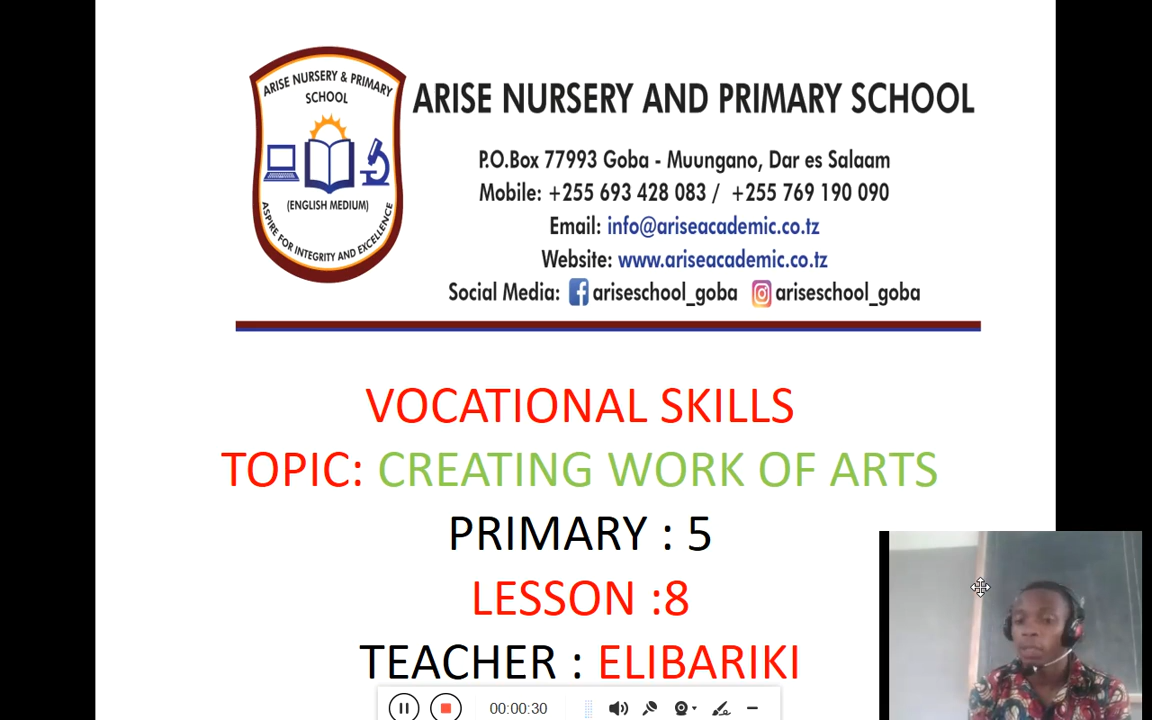 ARISE NURSERY & PRIMARY
SCHOOL
(ENGLISH MEDIUM)
ASPIRE FOR INTEGRITY AND EXCELLENCE
ARISE NURSERY AND PRIMARY SCHOOL
P.O.Box 77993 Goba - Muungano, Dar es Salaam
Mobile: +255 693 428 083 / +255 769 190 090
Email: info@ariseacademic.co.tz
Website: www.ariseacademic.co.tz
Social Media: ariseschool_goba ariseschool_goba
VOCATIONAL SKILLS
TOPIC: CREATING WORK OF ARTS
PRIMARY : 5
LESSON :8
TEACHER : ELIBARIKI
00:00:30